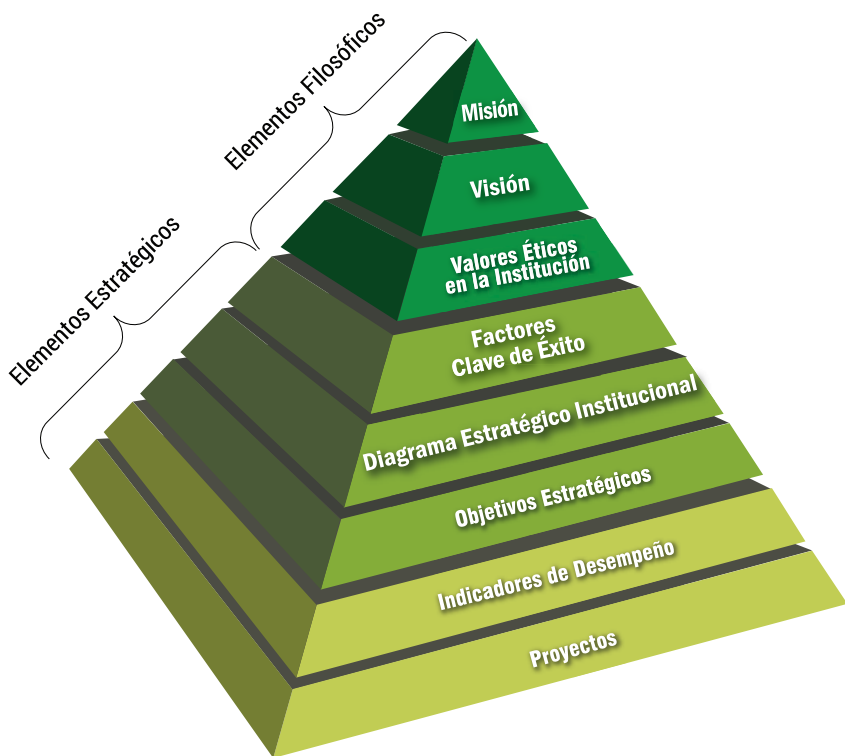 Elementos Filosóficos
Elementos Estratégicos
Misión
Visión
Valores Éticos
en la Institución
Factores
Clave de Éxito
Diagrama Estratégico Institucional
Objetivos Estratégicos
Indicadores de Desempeño
Proyectos